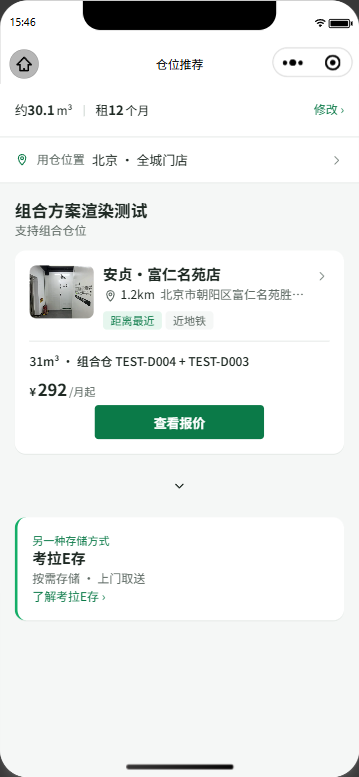 15:46
仓位推荐
约30.1m³ | 租12个月 修改 ›
用仓位置 北京 · 全城门店
组合方案渲染测试
支持组合仓位
安贞·富仁名苑店
1.2km 北京市朝阳区富仁名苑胜…
距离最近 近地铁
31m³ · 组合仓 TEST-D004 + TEST-D003
¥292/月起
查看报价
另一种存储方式
考拉E存
按需存储 · 上门取送
了解考拉E存 ›